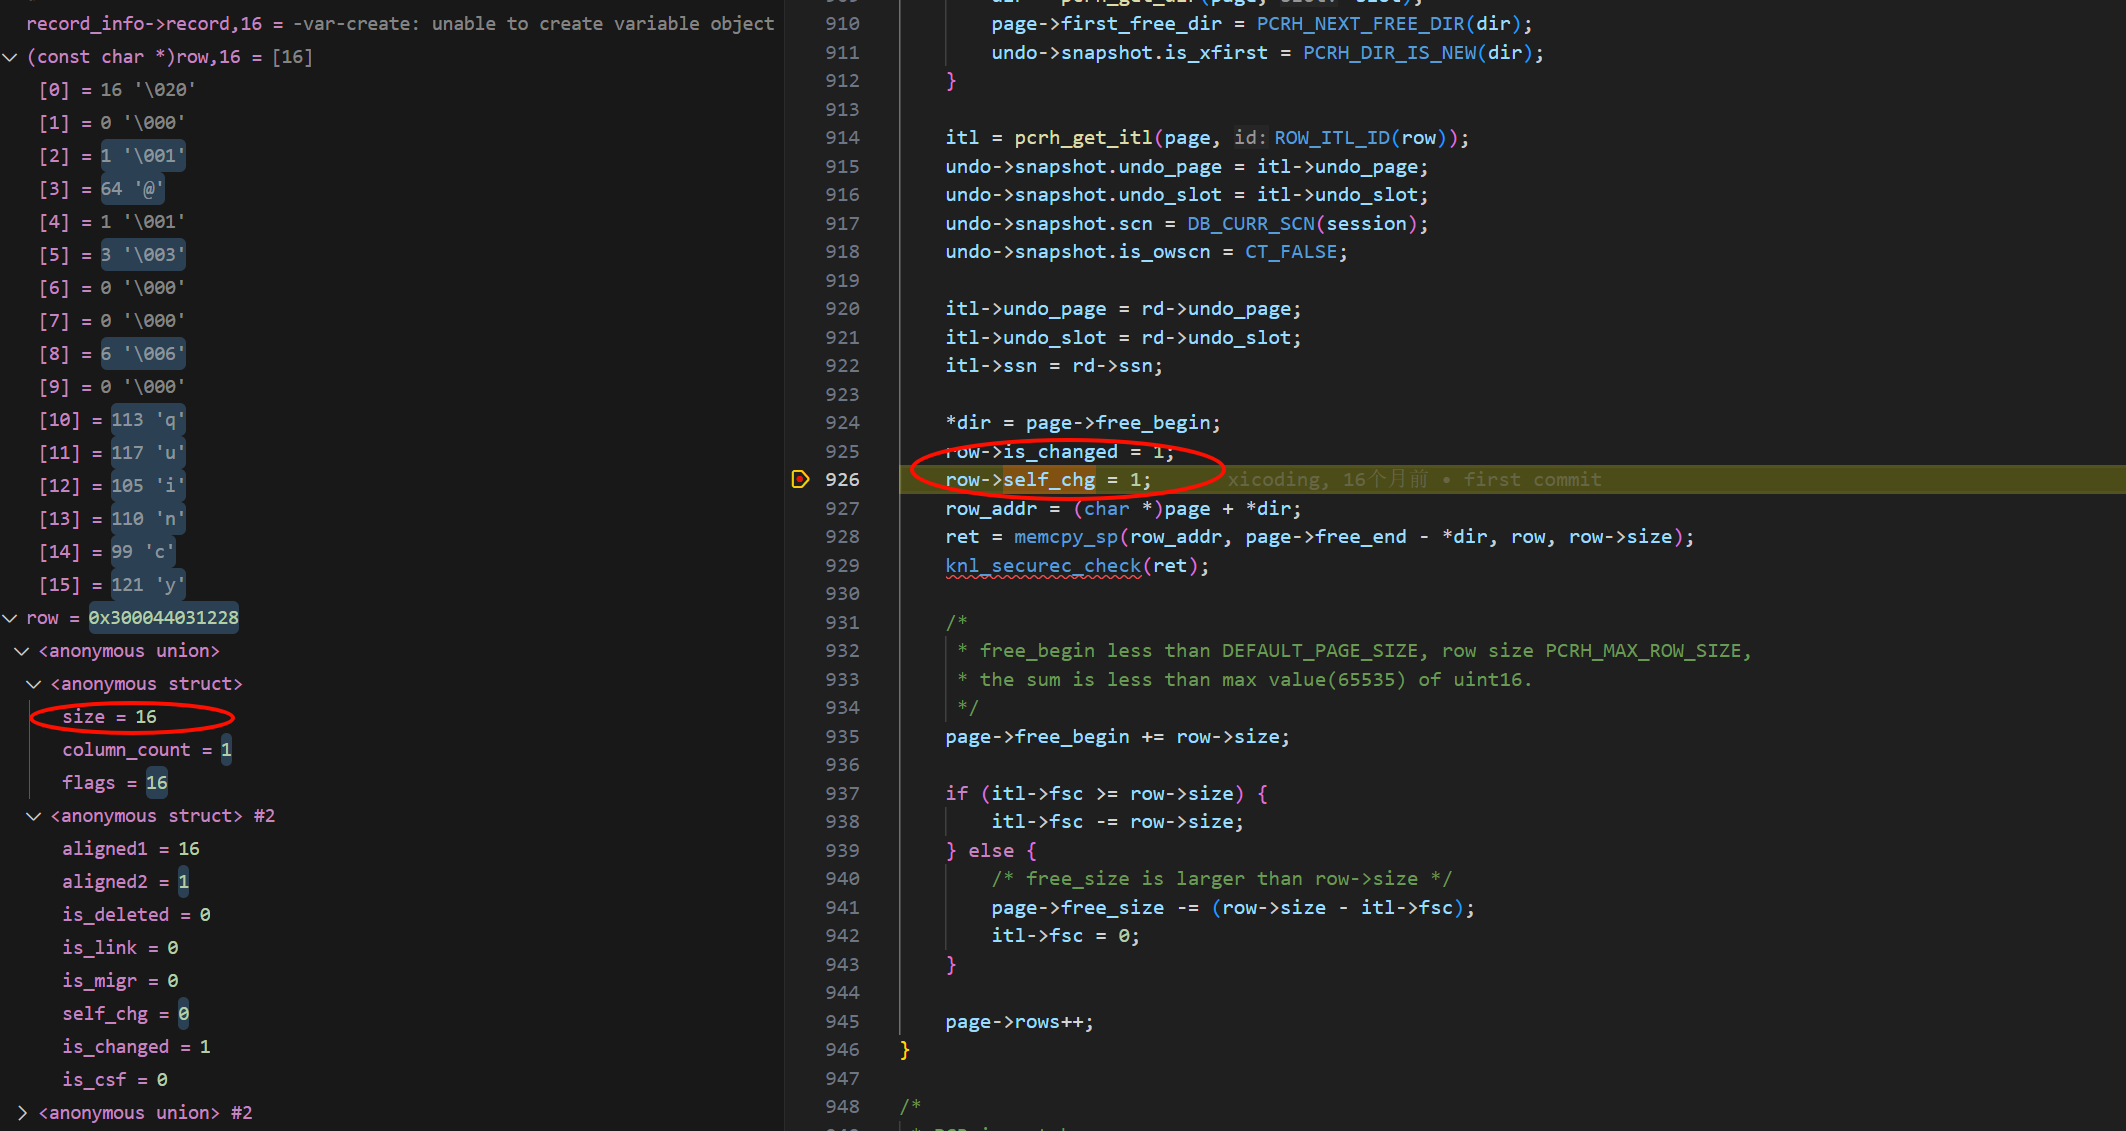 record_info->record,16 = -var-create: unable to create variable object
(const char *)row,16 = [16]
[0] = 16 '\020'
[1] = 0 '\000'
[2] = 1 '\001'
[3] = 64 '@'
[4] = 1 '\001'
[5] = 3 '\003'
[6] = 0 '\000'
[7] = 0 '\000'
[8] = 6 '\006'
[9] = 0 '\000'
[10] = 113 'q'
[11] = 117 'u'
[12] = 105 'i'
[13] = 110 'n'
[14] = 99 'c'
[15] = 121 'y'
row = 0x300044031228
<anonymous union>
<anonymous struct>
size = 16
column_count = 1
flags = 16
<anonymous struct> #2
aligned1 = 16
aligned2 = 1
is_deleted = 0
is_link = 0
is_migr = 0
self_chg = 0
is_changed = 1
is_csf = 0
<anonymous union> #2
910 page->first_free_dir = PCRH_NEXT_FREE_DIR(dir);
911 undo->snapshot.is_xfirst = PCRH_DIR_IS_NEW(dir);
912 }
913
914 itl = pcrh_get_itl(page, id: ROW_ITL_ID(row));
915 undo->snapshot.undo_page = itl->undo_page;
916 undo->snapshot.undo_slot = itl->undo_slot;
917 undo->snapshot.scn = DB_CURR_SCN(session);
918 undo->snapshot.is_owscn = CT_FALSE;
919
920 itl->undo_page = rd->undo_page;
921 itl->undo_slot = rd->undo_slot;
922 itl->ssn = rd->ssn;
923
924 *dir = page->free_begin;
925 row->is_changed = 1;
926 row->self_chg = 1; xicoding, 16个月前 • first commit
927 row_addr = (char *)page + *dir;
928 ret = memcpy_sp(row_addr, page->free_end - *dir, row, row->size);
929 knl_securec_check(ret);
930
931 /*
932 * free_begin less than DEFAULT_PAGE_SIZE, row size PCRH_MAX_ROW_SIZE,
933 * the sum is less than max value(65535) of uint16.
934 */
935 page->free_begin += row->size;
936
937 if (itl->fsc >= row->size) {
938 itl->fsc -= row->size;
939 } else {
940 /* free_size is larger than row->size */
941 page->free_size -= (row->size - itl->fsc);
942 itl->fsc = 0;
943 }
944
945 page->rows++;
946 }
947
948 /*